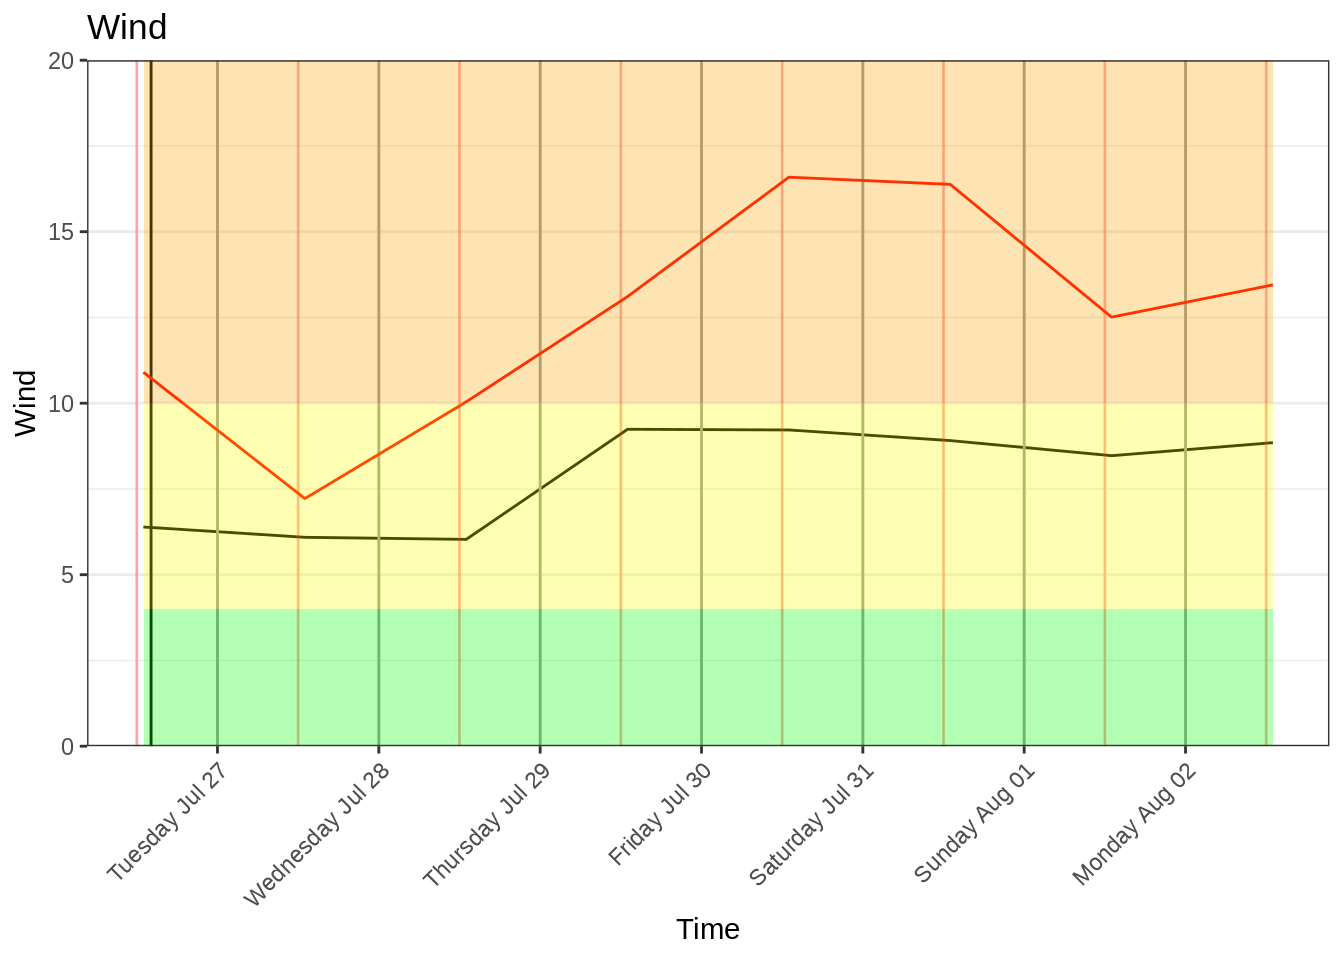 Wind
20
15
10
5
0
Wind
Tuesday Jul 27
Wednesday Jul 28
Thursday Jul 29
Friday Jul 30
Saturday Jul 31
Sunday Aug 01
Monday Aug 02
Time